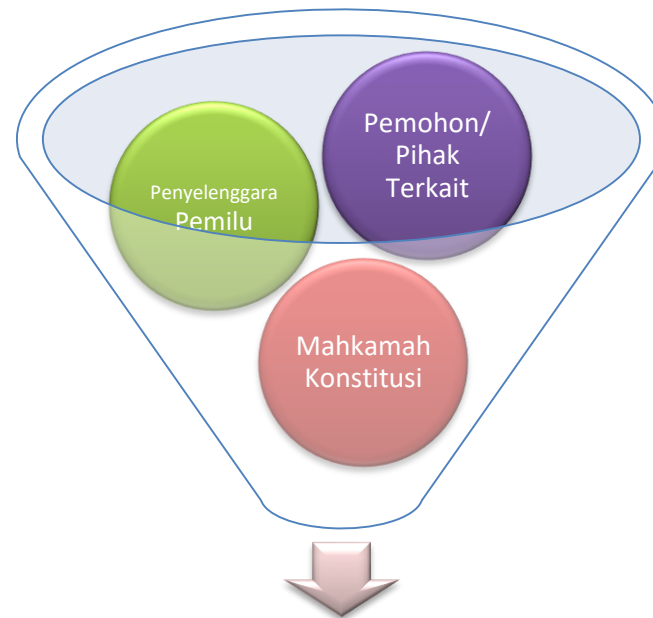 Penyelenggara
Pemilu
Pemohon/
Pihak
Terkait
Mahkamah
Konstitusi